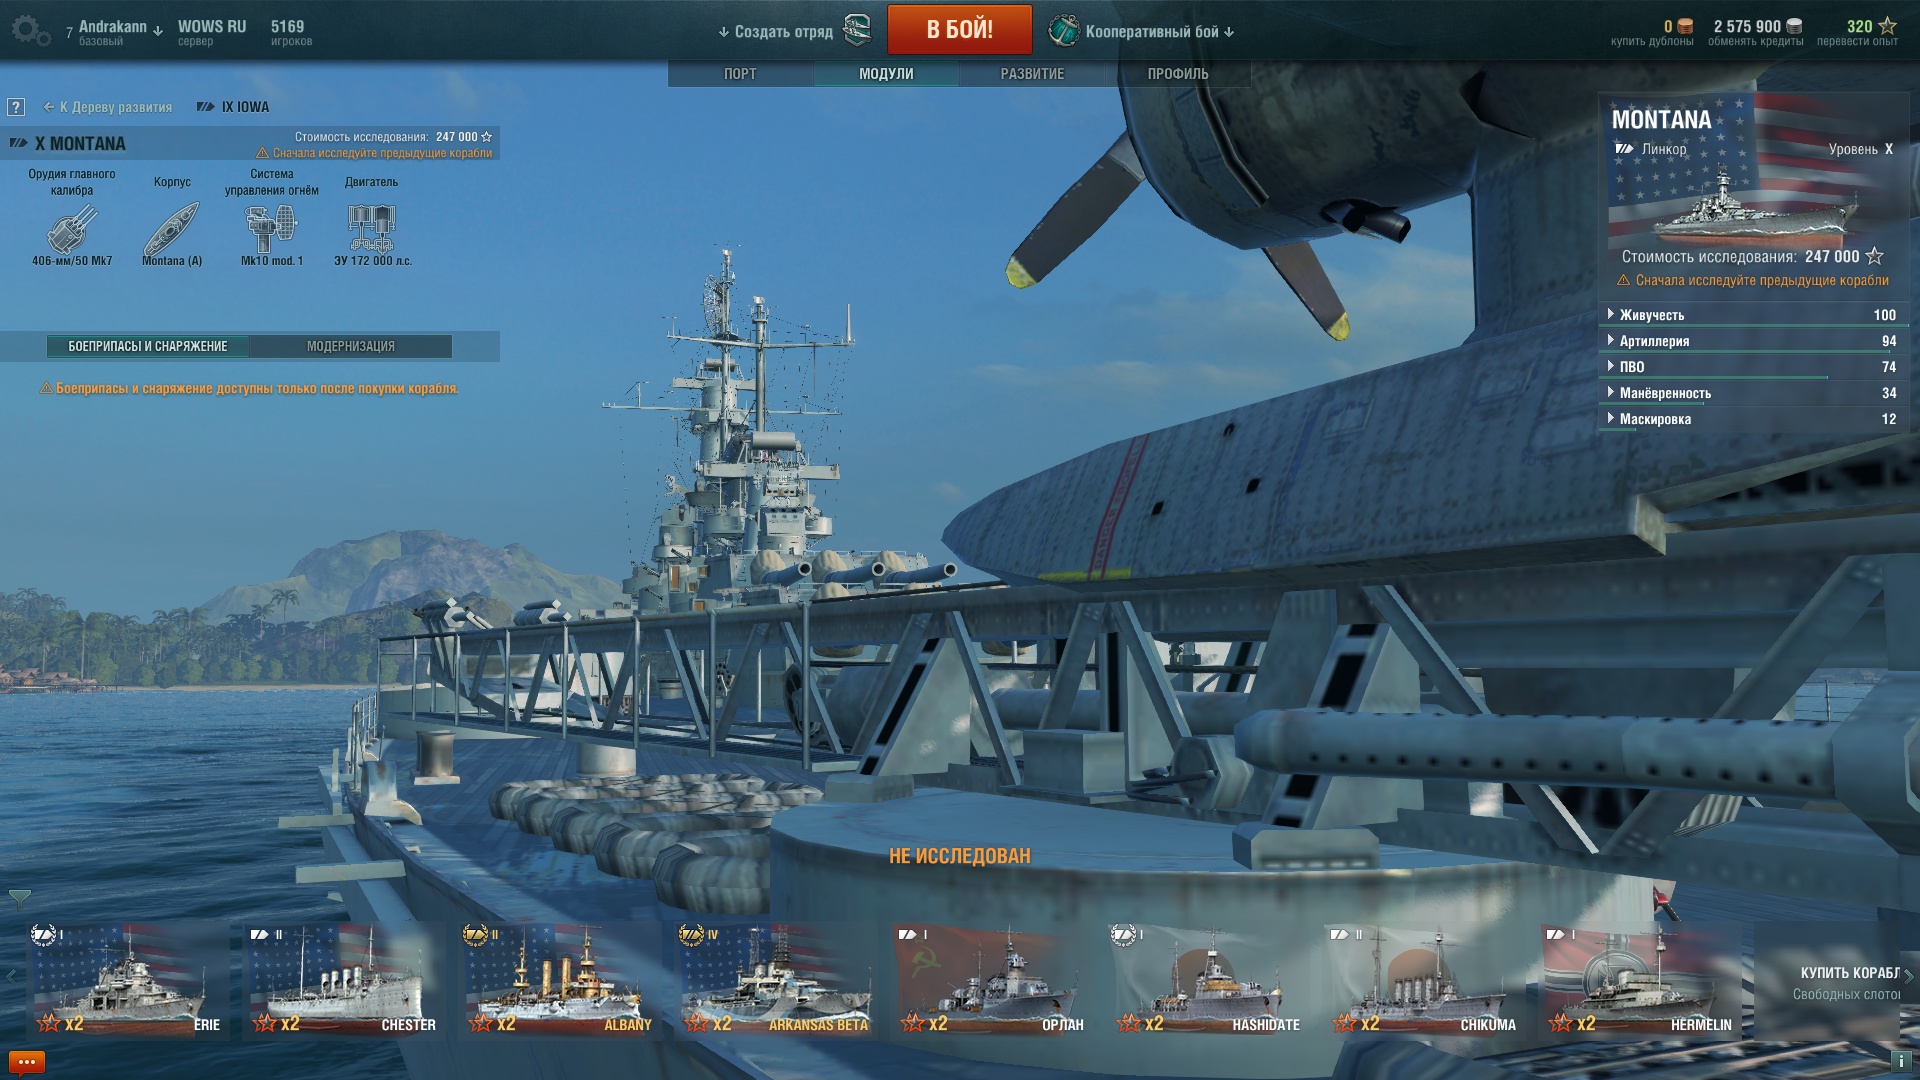 7 Andrakann
базовый
WOWS RU
сервер
5169
игроков
Создать отряд
В БОЙ!
Кооперативный бой
0
купить дублоны
2 575 900
обменять кредиты
320
перевести опыт
ПОРТ
МОДУЛИ
РАЗВИТИЕ
ПРОФИЛЬ
? К Дереву развития
IX IOWA
X MONTANA
Стоимость исследования: 247 000
Сначала исследуйте предыдущие корабли
Орудия главного
калибра
Корпус
Система
управления огнём
Двигатель
406-мм/50 Mk7
Montana (A)
Mk10 mod. 1
ЭУ 172 000 л.с.
БОЕПРИПАСЫ И СНАРЯЖЕНИЕ
МОДЕРНИЗАЦИЯ
Боеприпасы и снаряжение доступны только после покупки корабля.
MONTANA
Линкор
Уровень X
Стоимость исследования: 247 000
Сначала исследуйте предыдущие корабли
Живучесть 100
Артиллерия 94
ПВО 74
Манёвренность 34
Маскировка 12
НЕ ИССЛЕДОВАН
I
x2
ERIE
II
x2
CHESTER
II
x2
ALBANY
IV
x2
ARKANSAS BETA
I
x2
ОРЛАН
I
x2
HASHIDATE
II
x2
CHIKUMA
I
x2
HERMELIN
КУПИТЬ КОРАБЛ
Свободных слото